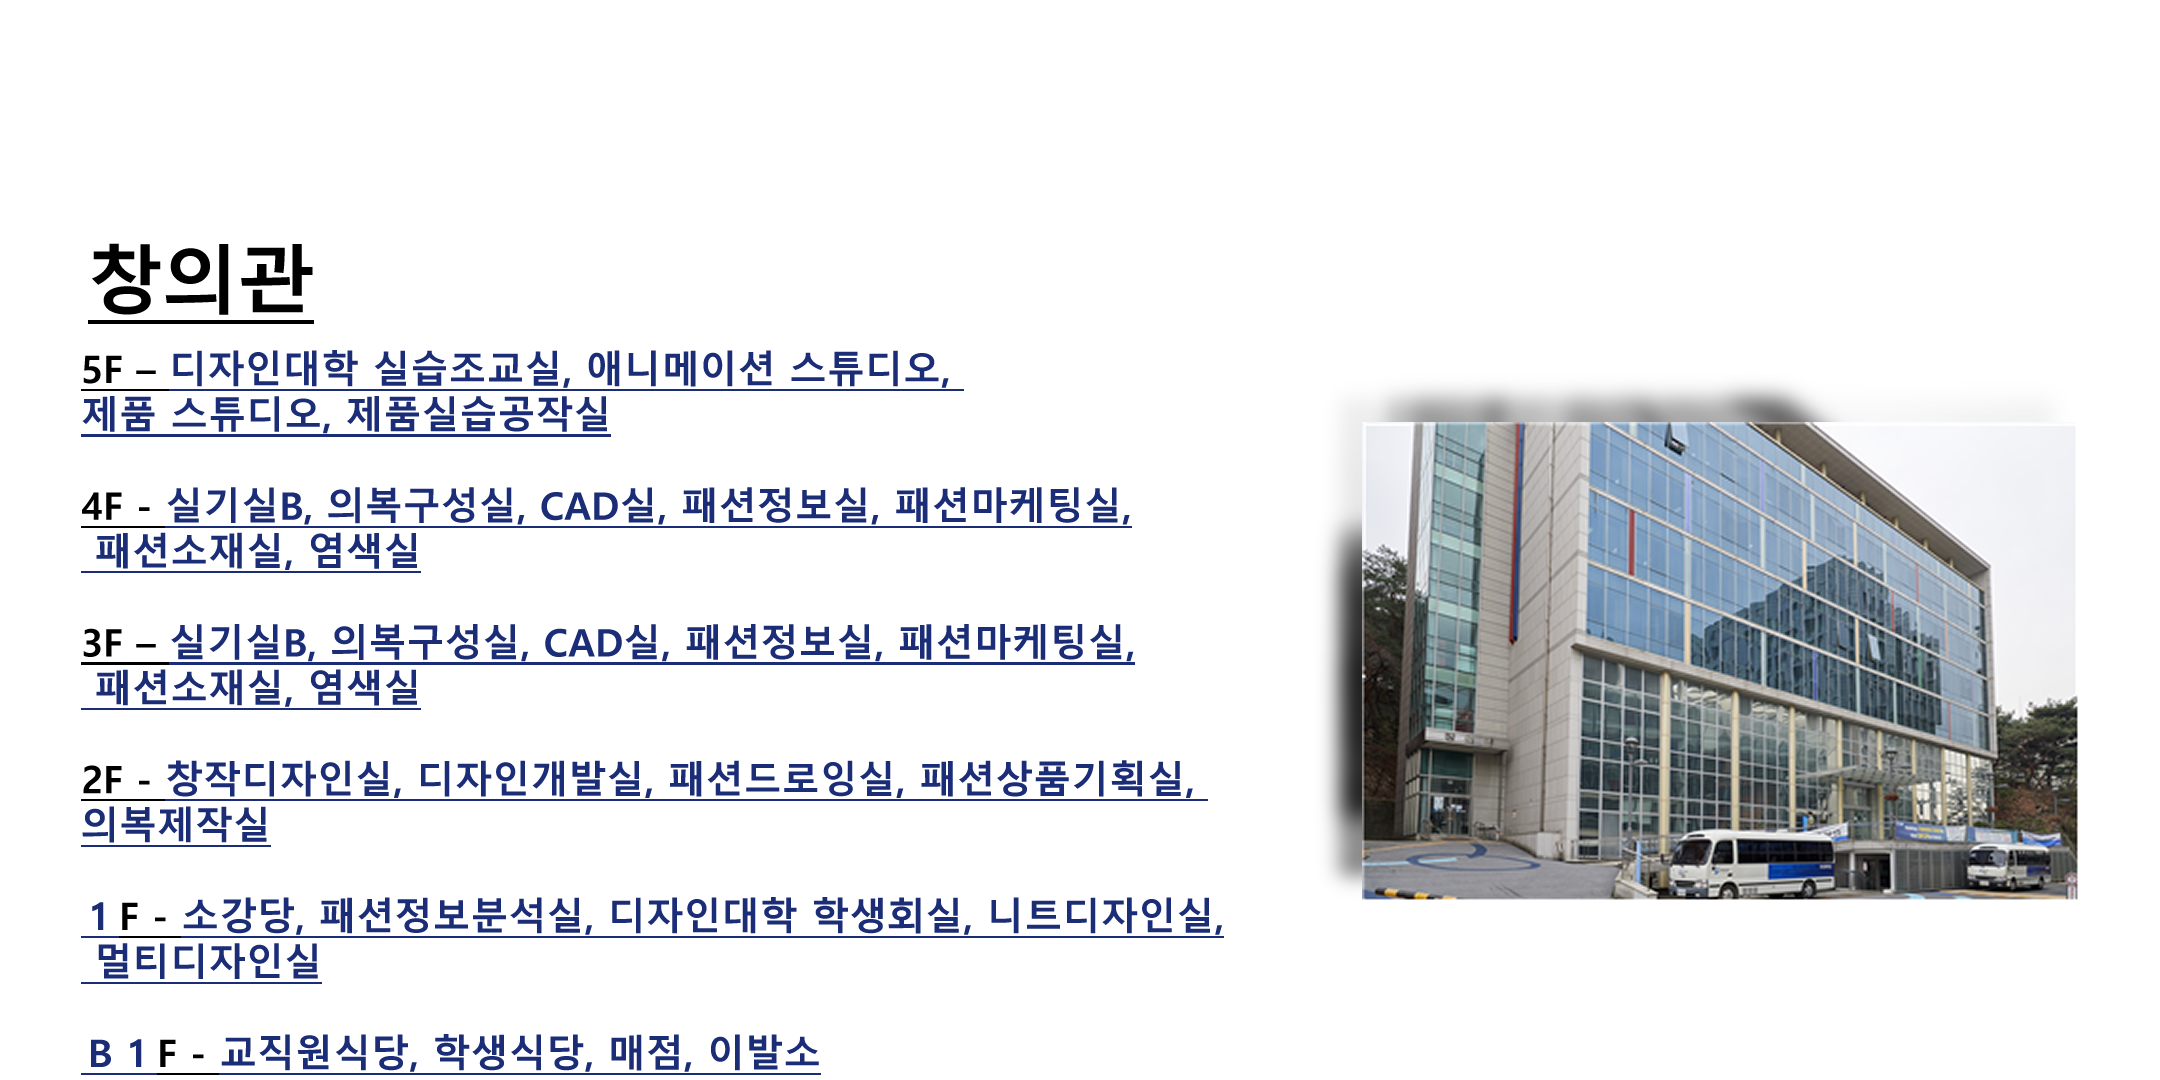 창의관
5F – 디자인대학 실습조교실, 애니메이션 스튜디오,
제품 스튜디오, 제품실습공작실
4F - 실기실B, 의복구성실, CAD실, 패션정보실, 패션마케팅실,
패션소재실, 염색실
3F – 실기실B, 의복구성실, CAD실, 패션정보실, 패션마케팅실,
패션소재실, 염색실
2F - 창작디자인실, 디자인개발실, 패션드로잉실, 패션상품기획실,
의복제작실
1 F - 소강당, 패션정보분석실, 디자인대학 학생회실, 니트디자인실,
멀티디자인실
B 1 F - 교직원식당, 학생식당, 매점, 이발소